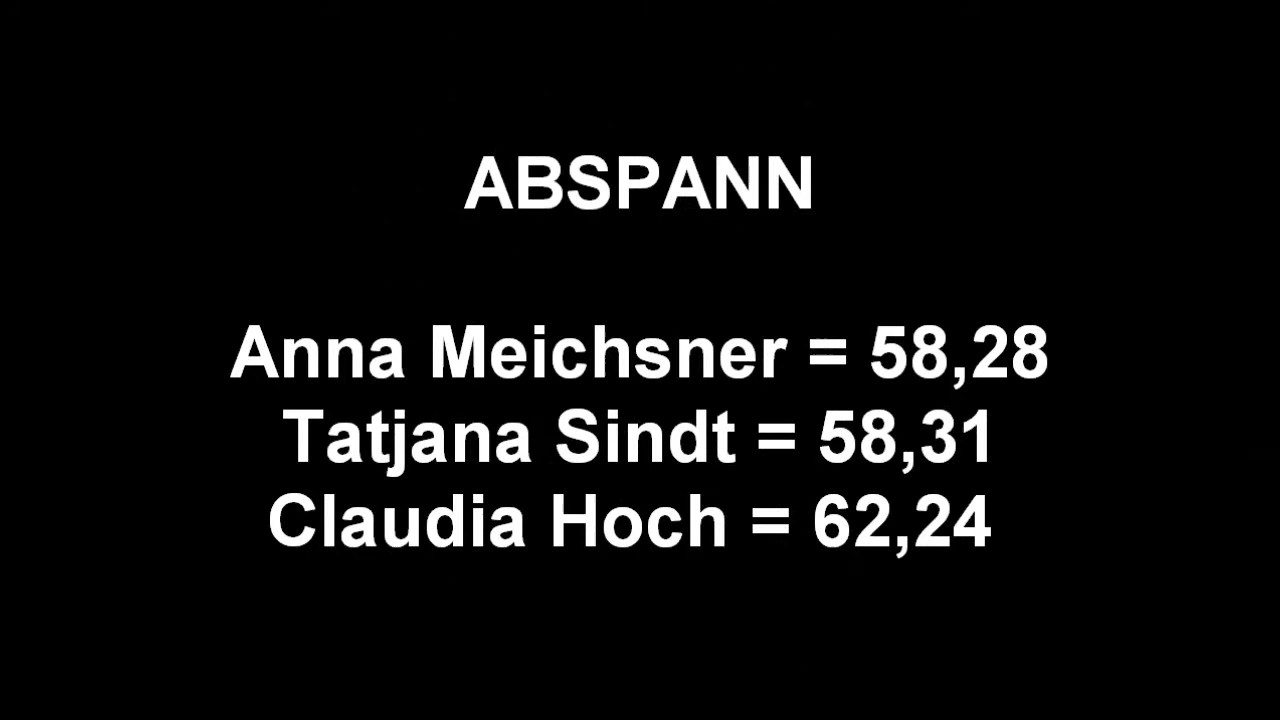 ABSPANN
Anna Meichsner = 58,28
Tatjana Sindt = 58,31
Claudia Hoch = 62,24